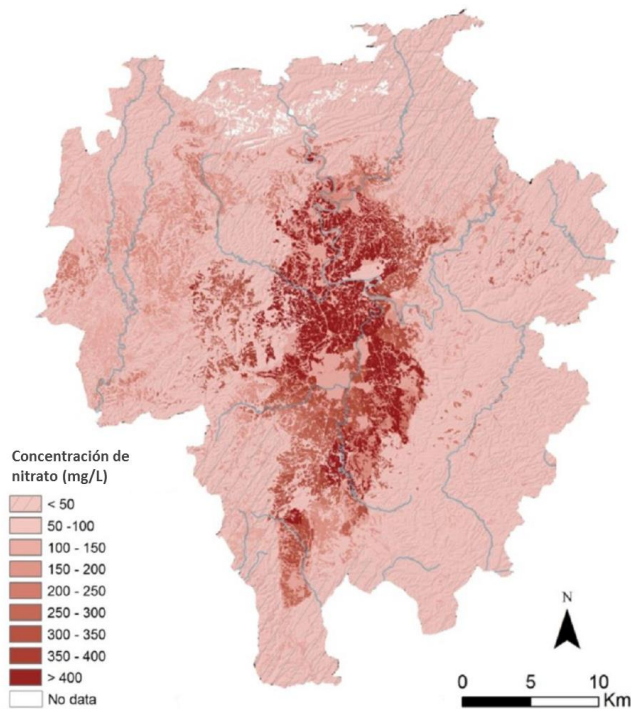 Concentración de
nitrato (mg/L)
< 50
50 -100
100 - 150
150 - 200
200 - 250
250 - 300
300 - 350
350 - 400
> 400
No data
N
0 5 10
Km